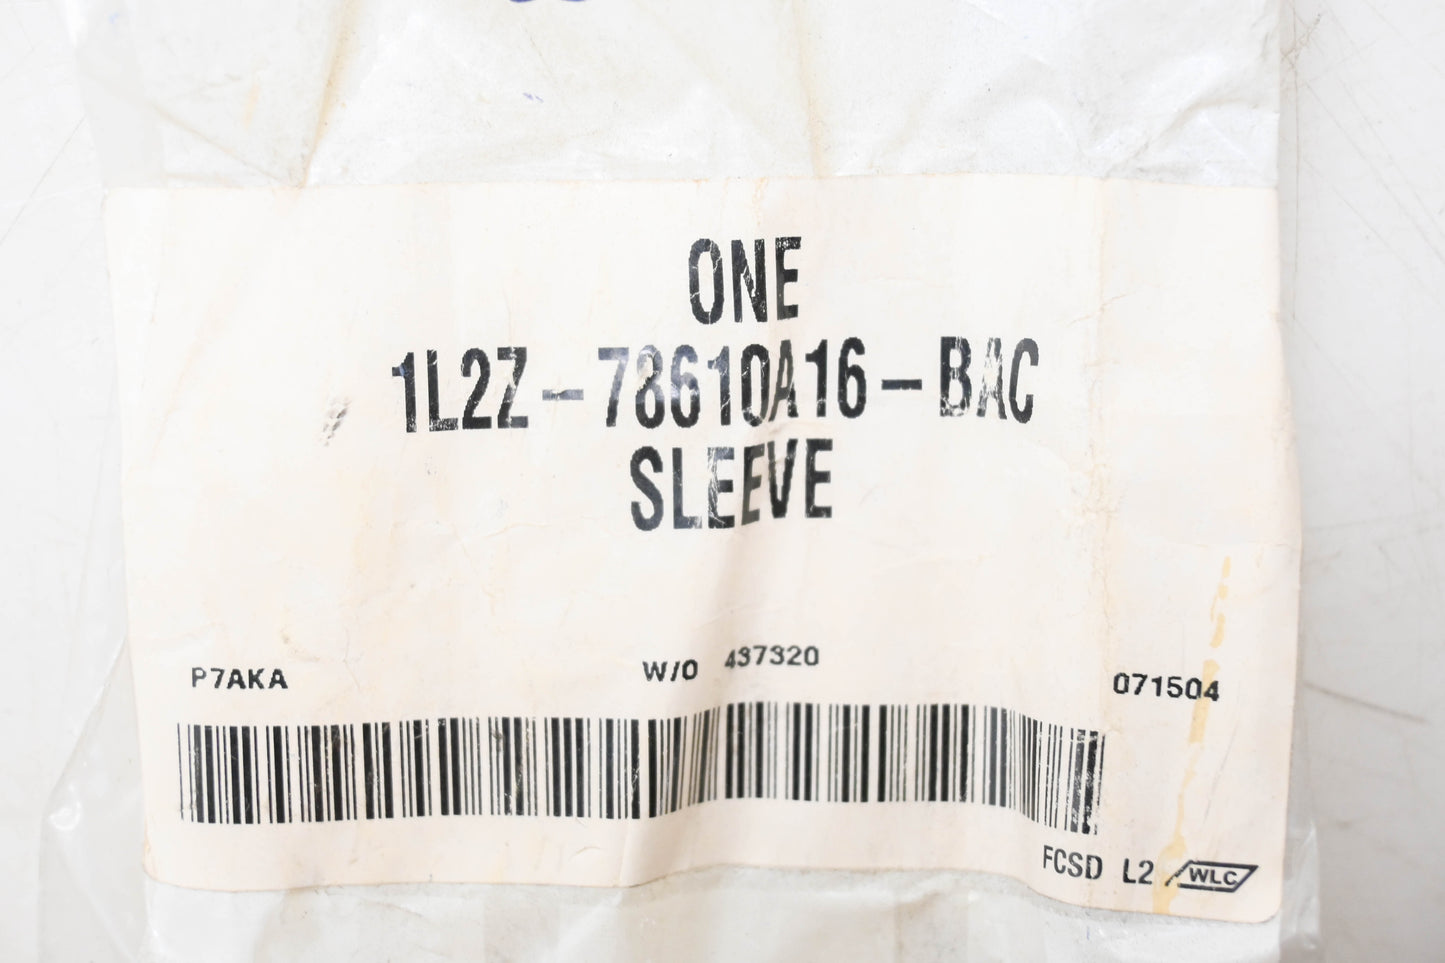 ONE
1L2Z-78610A16-BAC
SLEEVE
P7AKA W/O 437320 071504
FCSD L2 WLC